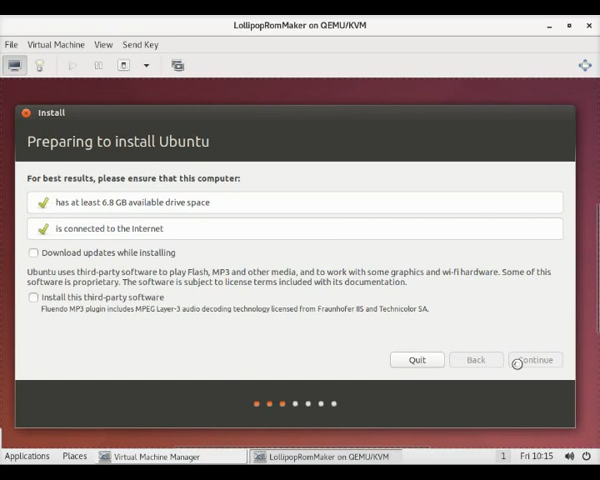 LollipopRomMaker on QEMU/KVM
File Virtual Machine View Send Key
Install
Preparing to install Ubuntu
For best results, please ensure that this computer:
has at least 6.8 GB available drive space
is connected to the Internet
Download updates while installing
Ubuntu uses third-party software to play Flash, MP3 and other media, and to work with some graphics and wi-fi hardware. Some of this
software is proprietary. The software is subject to license terms included with its documentation.
Install this third-party software
Fluendo MP3 plugin includes MPEG Layer-3 audio decoding technology licensed from Fraunhofer IIS and Technicolor SA.
Quit Back Continue
Applications Places Virtual Machine Manager LollipopRomMaker on QEMU/KVM 1 Fri 10:15